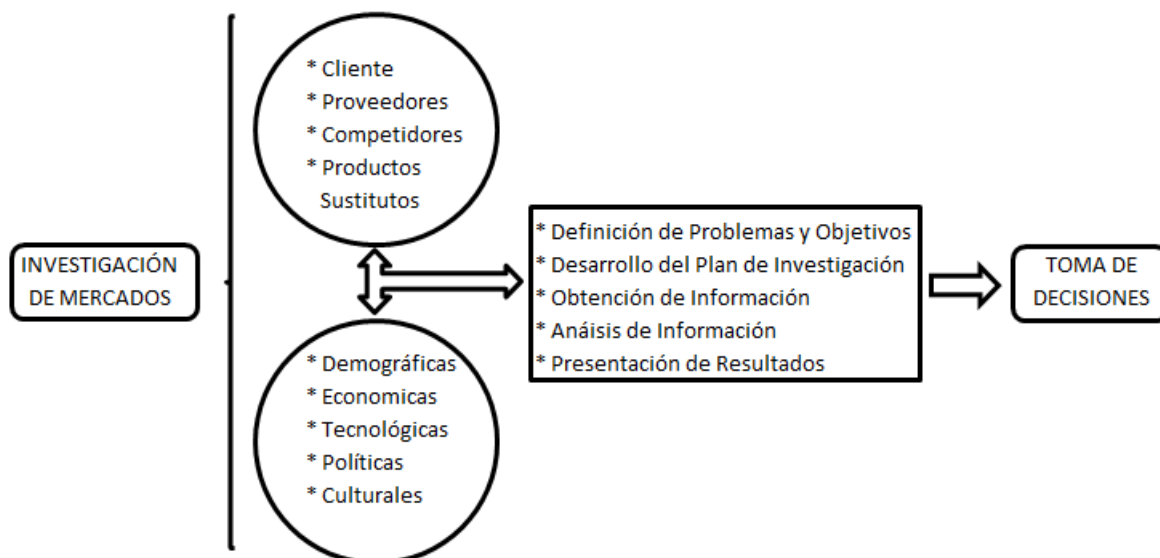 INVESTIGACIÓN
DE MERCADOS
* Cliente
* Proveedores
* Competidores
* Productos
Sustitutos
* Demográficas
* Economicas
* Tecnológicas
* Políticas
* Culturales
* Definición de Problemas y Objetivos
* Desarrollo del Plan de Investigación
* Obtención de Información
* Anáisis de Información
* Presentación de Resultados
TOMA DE
DECISIONES